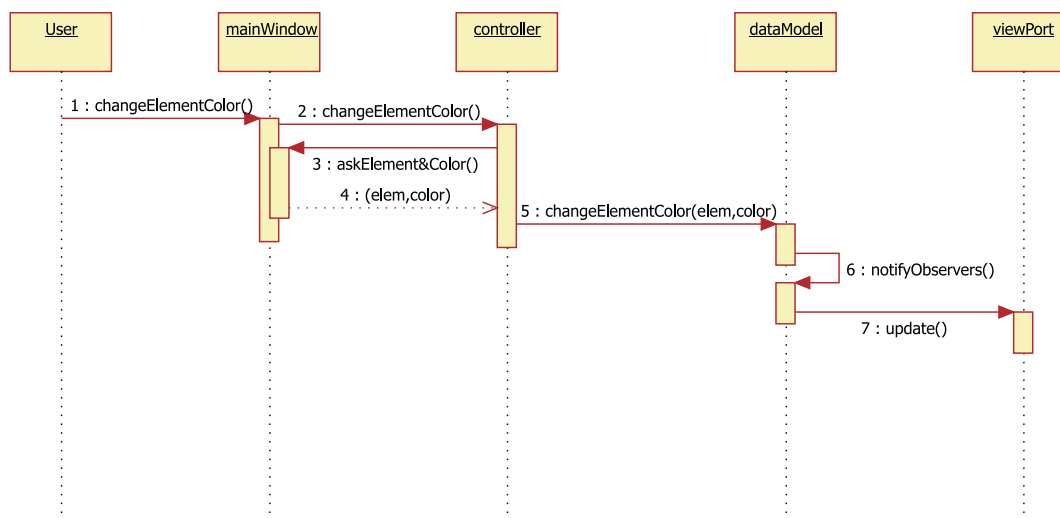 User
mainWindow
controller
dataModel
viewPort
1 : changeElementColor()
2 : changeElementColor()
3 : askElement&Color()
4 : (elem,color)
5 : changeElementColor(elem,color)
6 : notifyObservers()
7 : update()